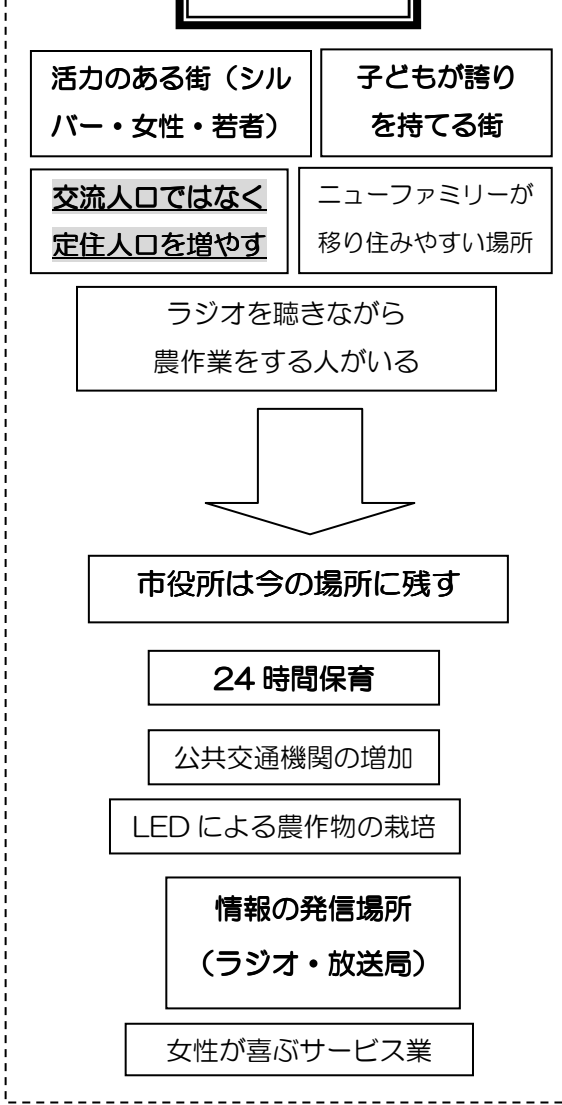 活力のある街（シル
バー・女性・若者）
子どもが誇り
を持てる街
交流人口ではなく
定住人口を増やす
ニューファミリーが
移り住みやすい場所
ラジオを聴きながら
農作業をする人がいる
市役所は今の場所に残す
24 時間保育
公共交通機関の増加
LED による農作物の栽培
情報の発信場所
（ラジオ・放送局）
女性が喜ぶサービス業